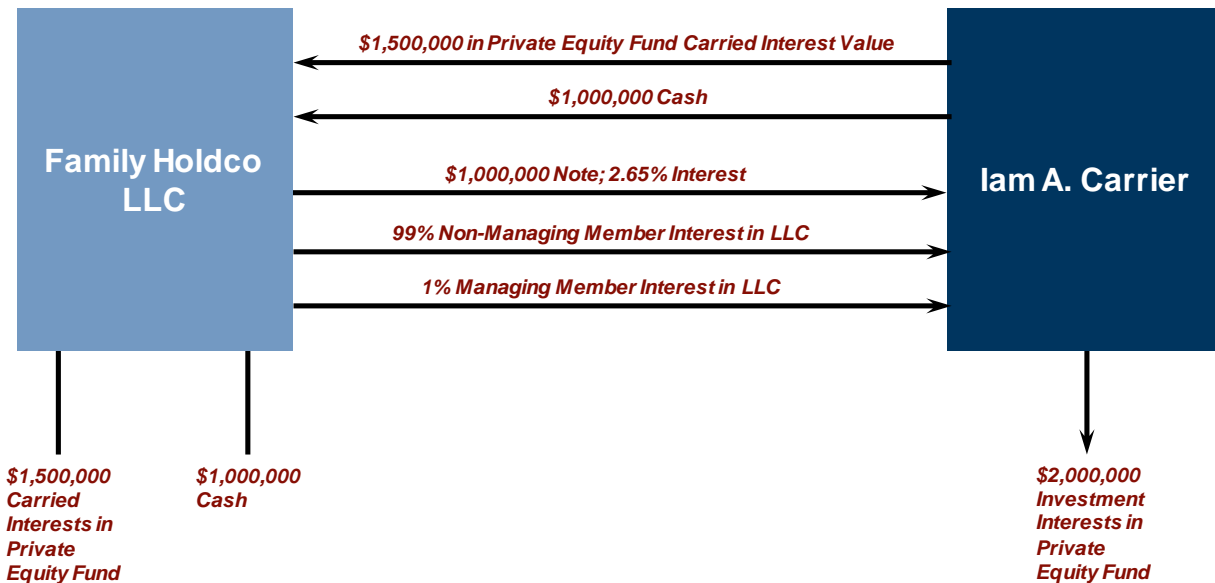 $1,500,000 in Private Equity Fund Carried Interest Value
$1,000,000 Cash
Family Holdco
LLC
$1,000,000 Note; 2.65% Interest
Iam A. Carrier
99% Non-Managing Member Interest in LLC
1% Managing Member Interest in LLC
$1,500,000
Carried
Interests in
Private
Equity Fund
$1,000,000
Cash
$2,000,000
Investment
Interests in
Private
Equity Fund